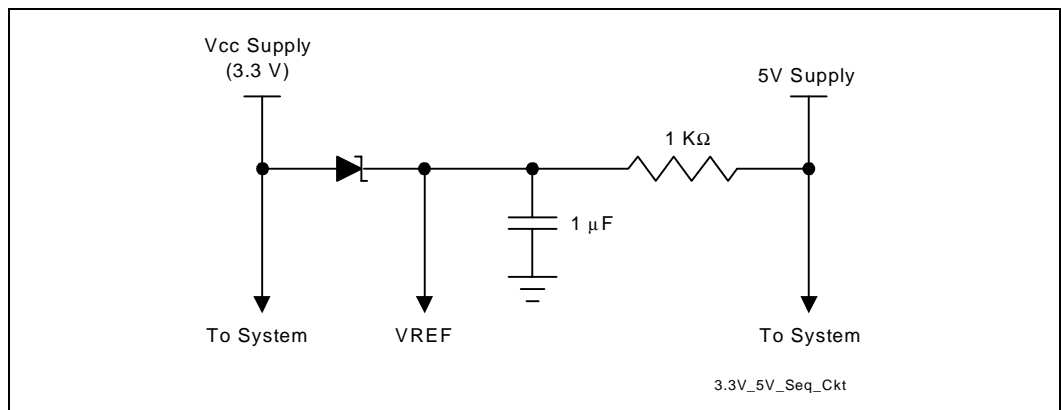 Vcc Supply
(3.3 V)
5V Supply
1 KΩ
1 μF
To System
VREF
To System
3.3V_5V_Seq_Ckt